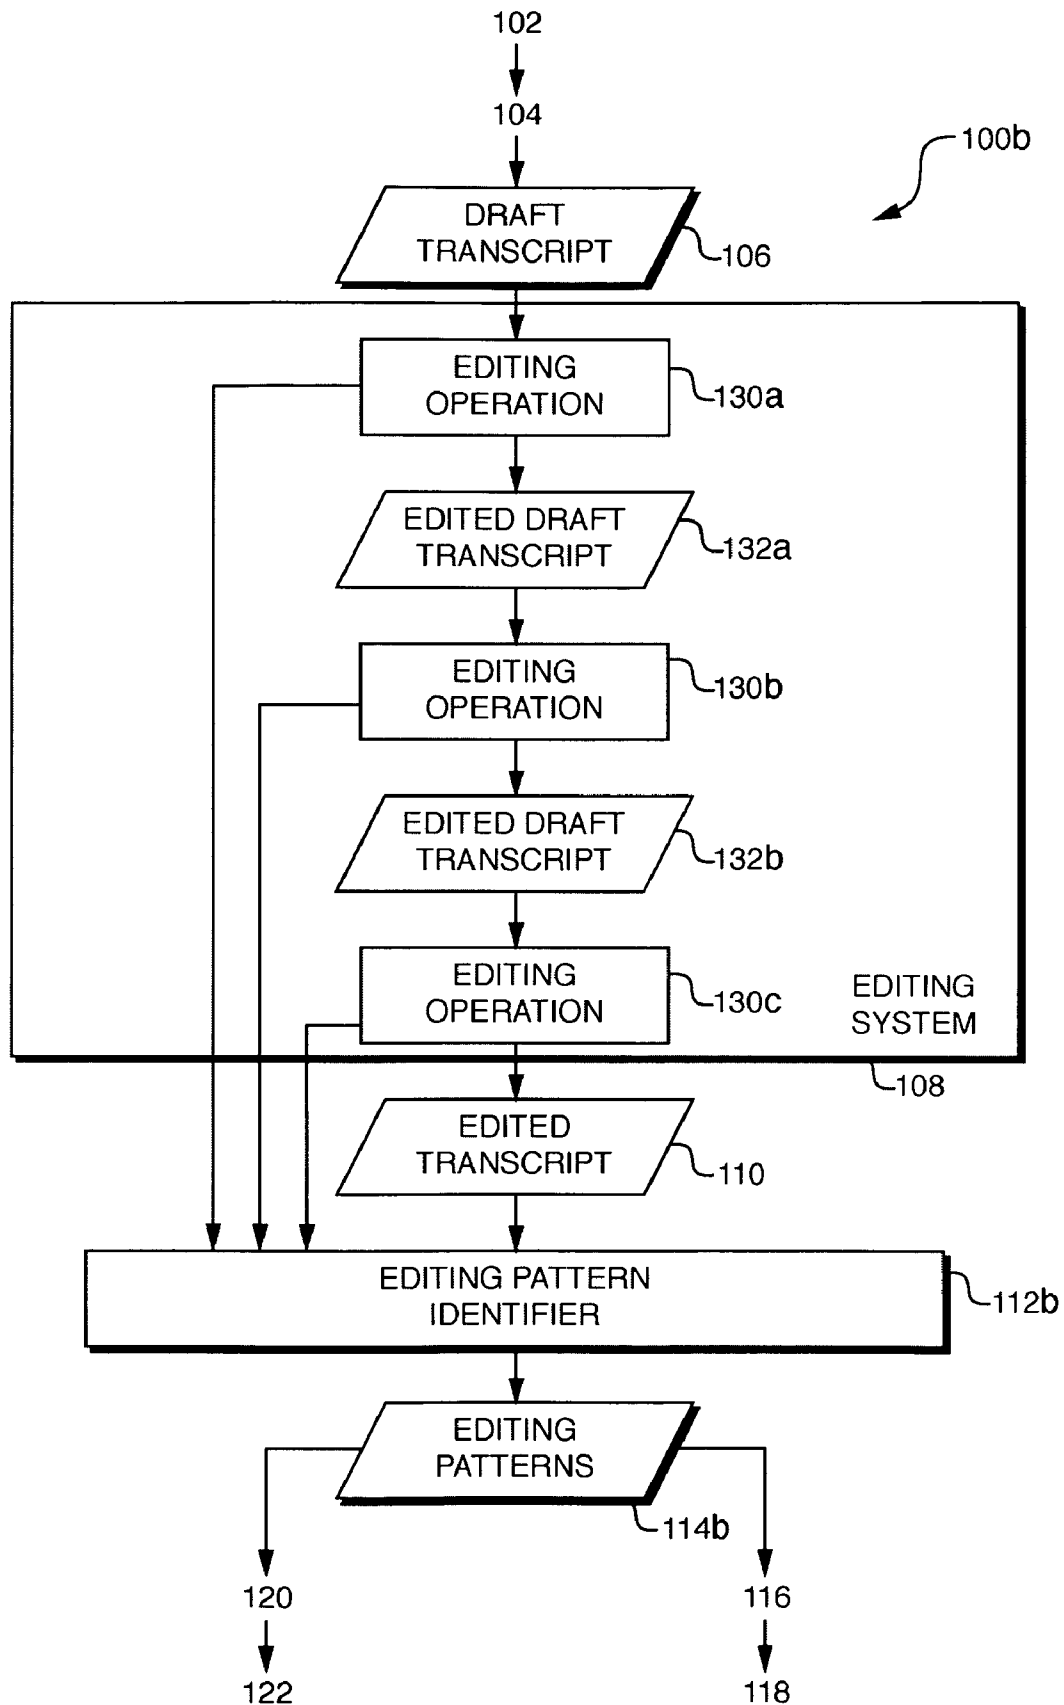 102
104
100b
DRAFT
TRANSCRIPT
106
EDITING
OPERATION
130a
EDITED DRAFT
TRANSCRIPT
132a
EDITING
OPERATION
130b
EDITED DRAFT
TRANSCRIPT
132b
EDITING
OPERATION
130c
EDITING
SYSTEM
108
EDITED
TRANSCRIPT
110
EDITING PATTERN
IDENTIFIER
112b
EDITING
PATTERNS
114b
120
116
122
118